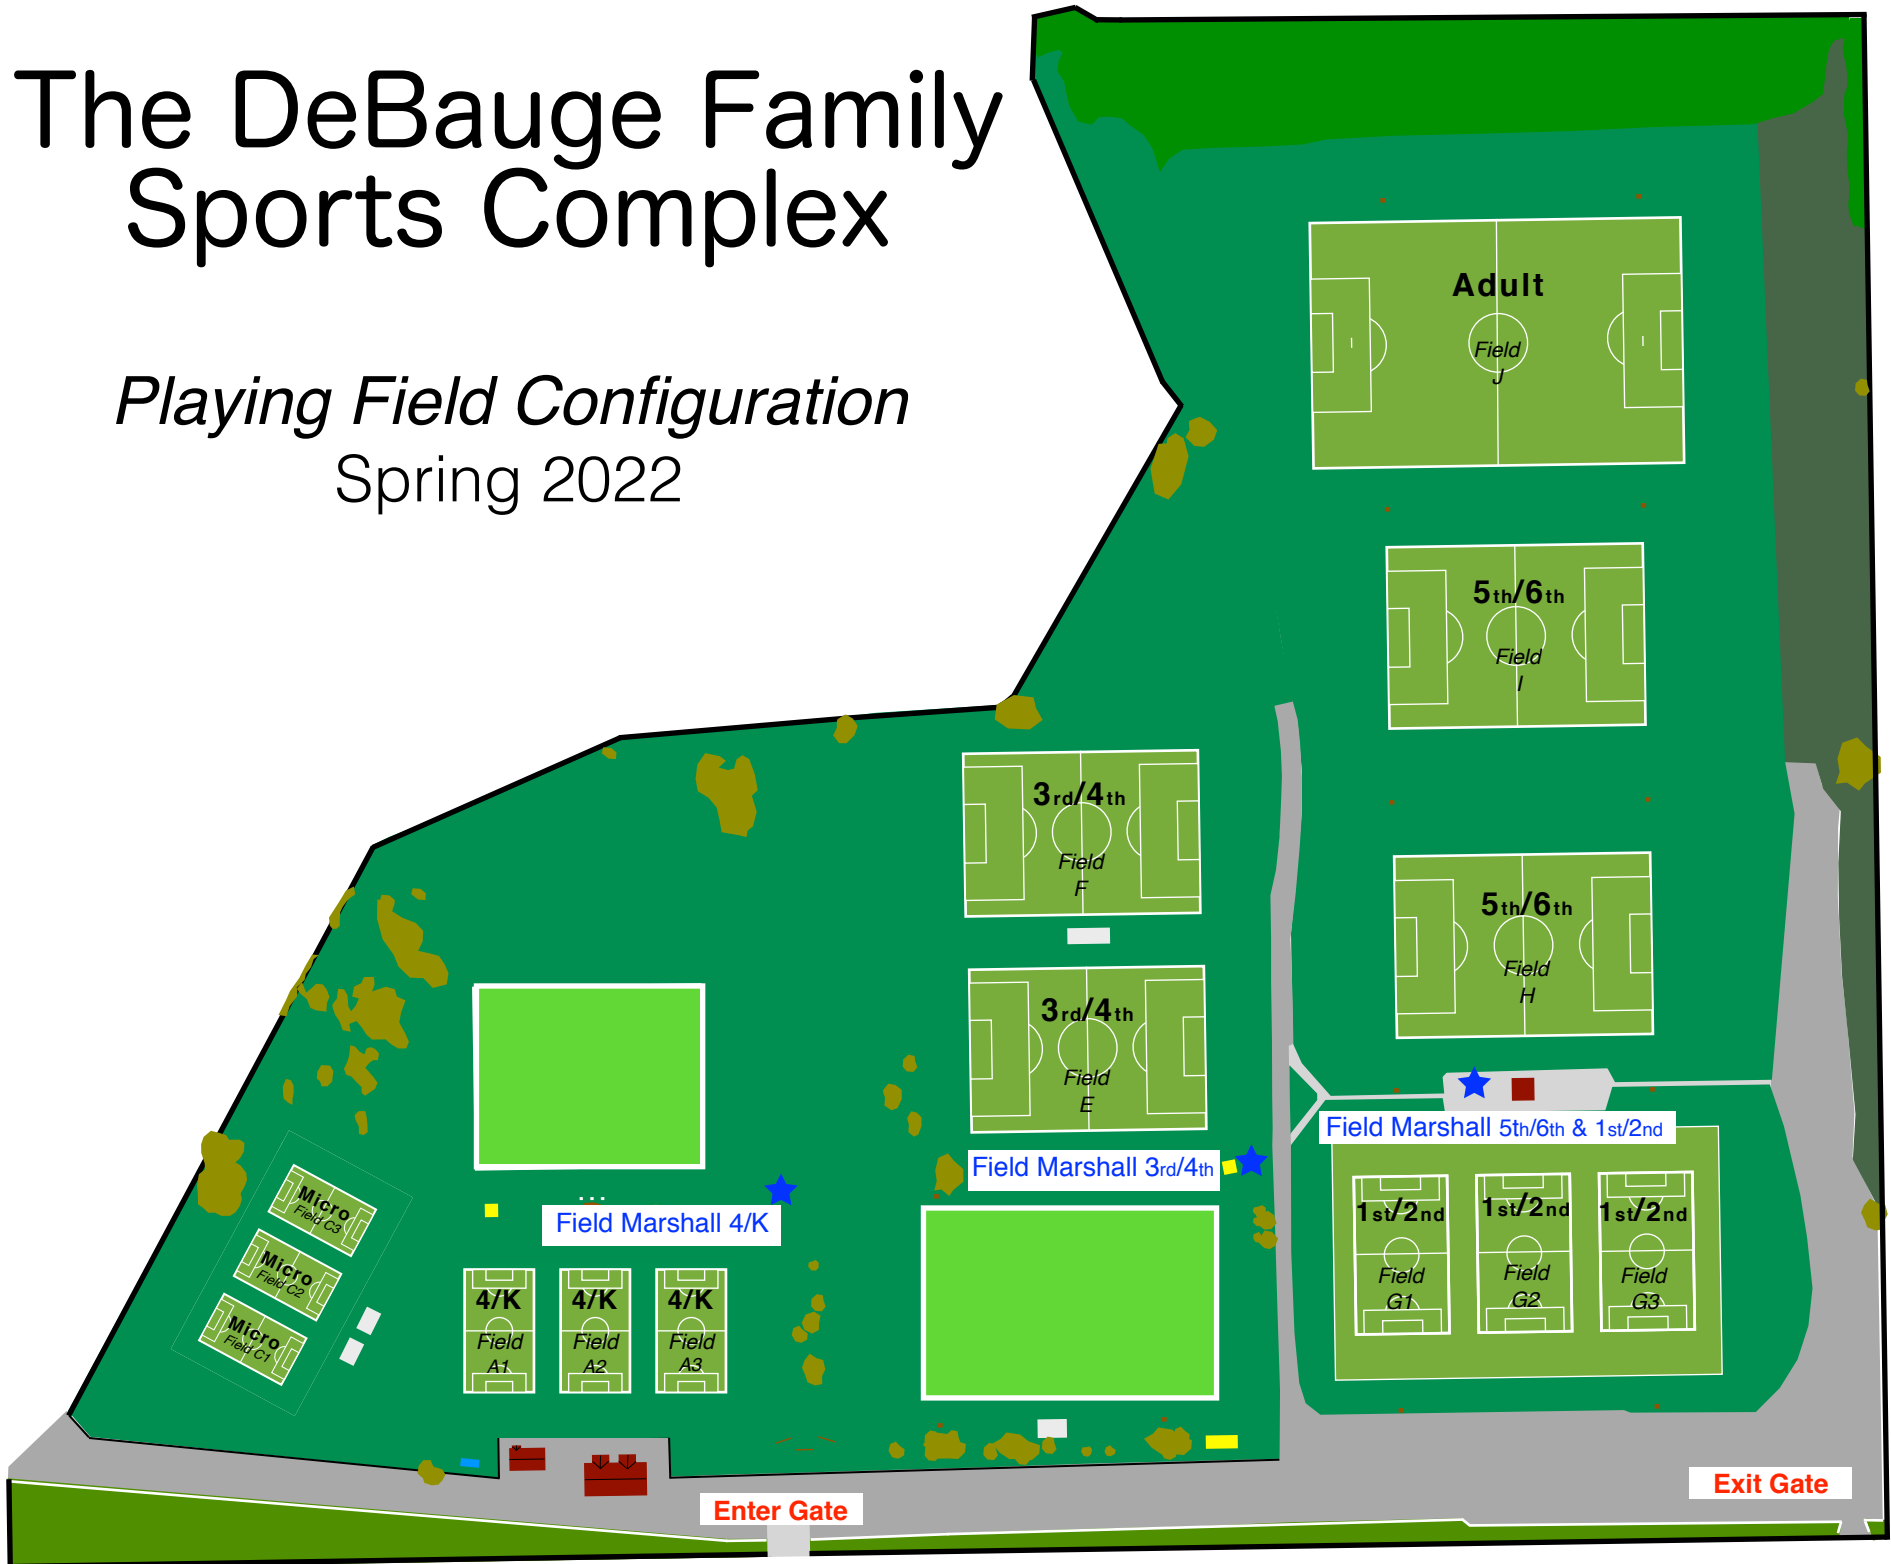 The DeBauge Family
Sports Complex
Playing Field Configuration
Spring 2022
Adult
Field
J
5th/6th
Field
I
3rd/4th
Field
F
5th/6th
Field
H
3rd/4th
Field
E
Field Marshall 5th/6th & 1st/2nd
Field Marshall 3rd/4th
Field Marshall 4/K
Micro
Field C3
Micro
Field C2
Micro
Field C1
4/K
Field
A1
4/K
Field
A2
4/K
Field
A3
1st/2nd
Field
G1
1st/2nd
Field
G2
1st/2nd
Field
G3
Enter Gate
Exit Gate